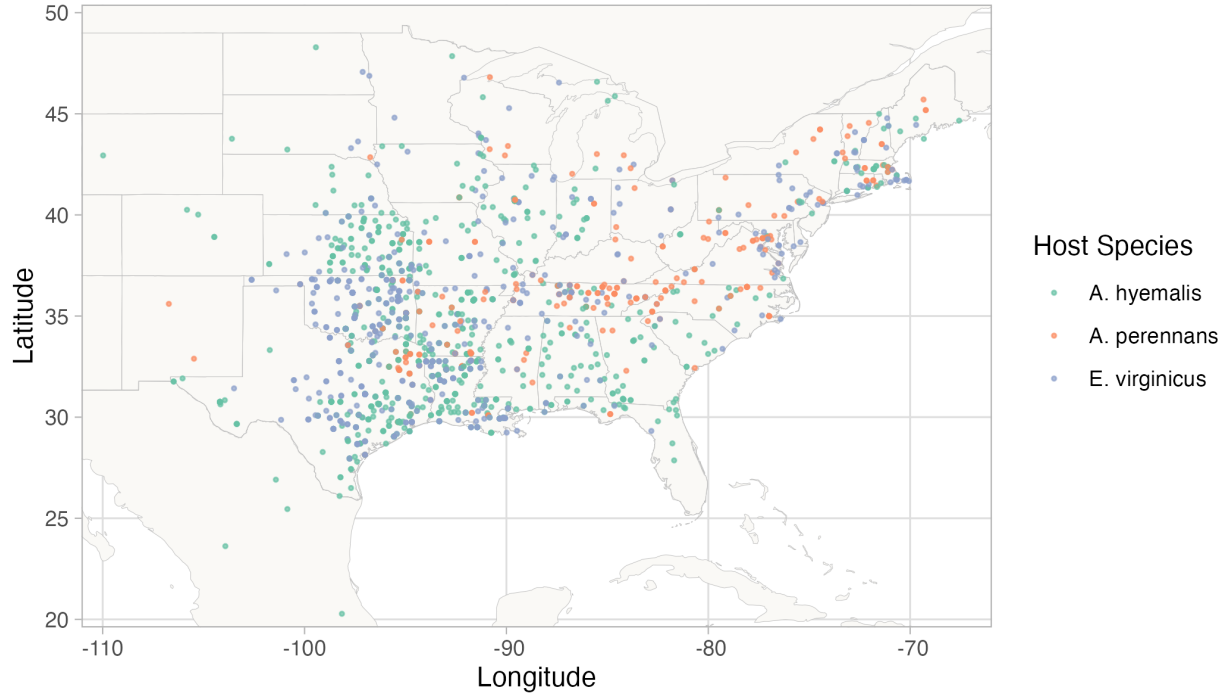 50
45
40
35
30
25
20
Latitude
-110
-100
-90
-80
-70
Longitude
Host Species
A. hyemalis
A. perennans
E. virginicus